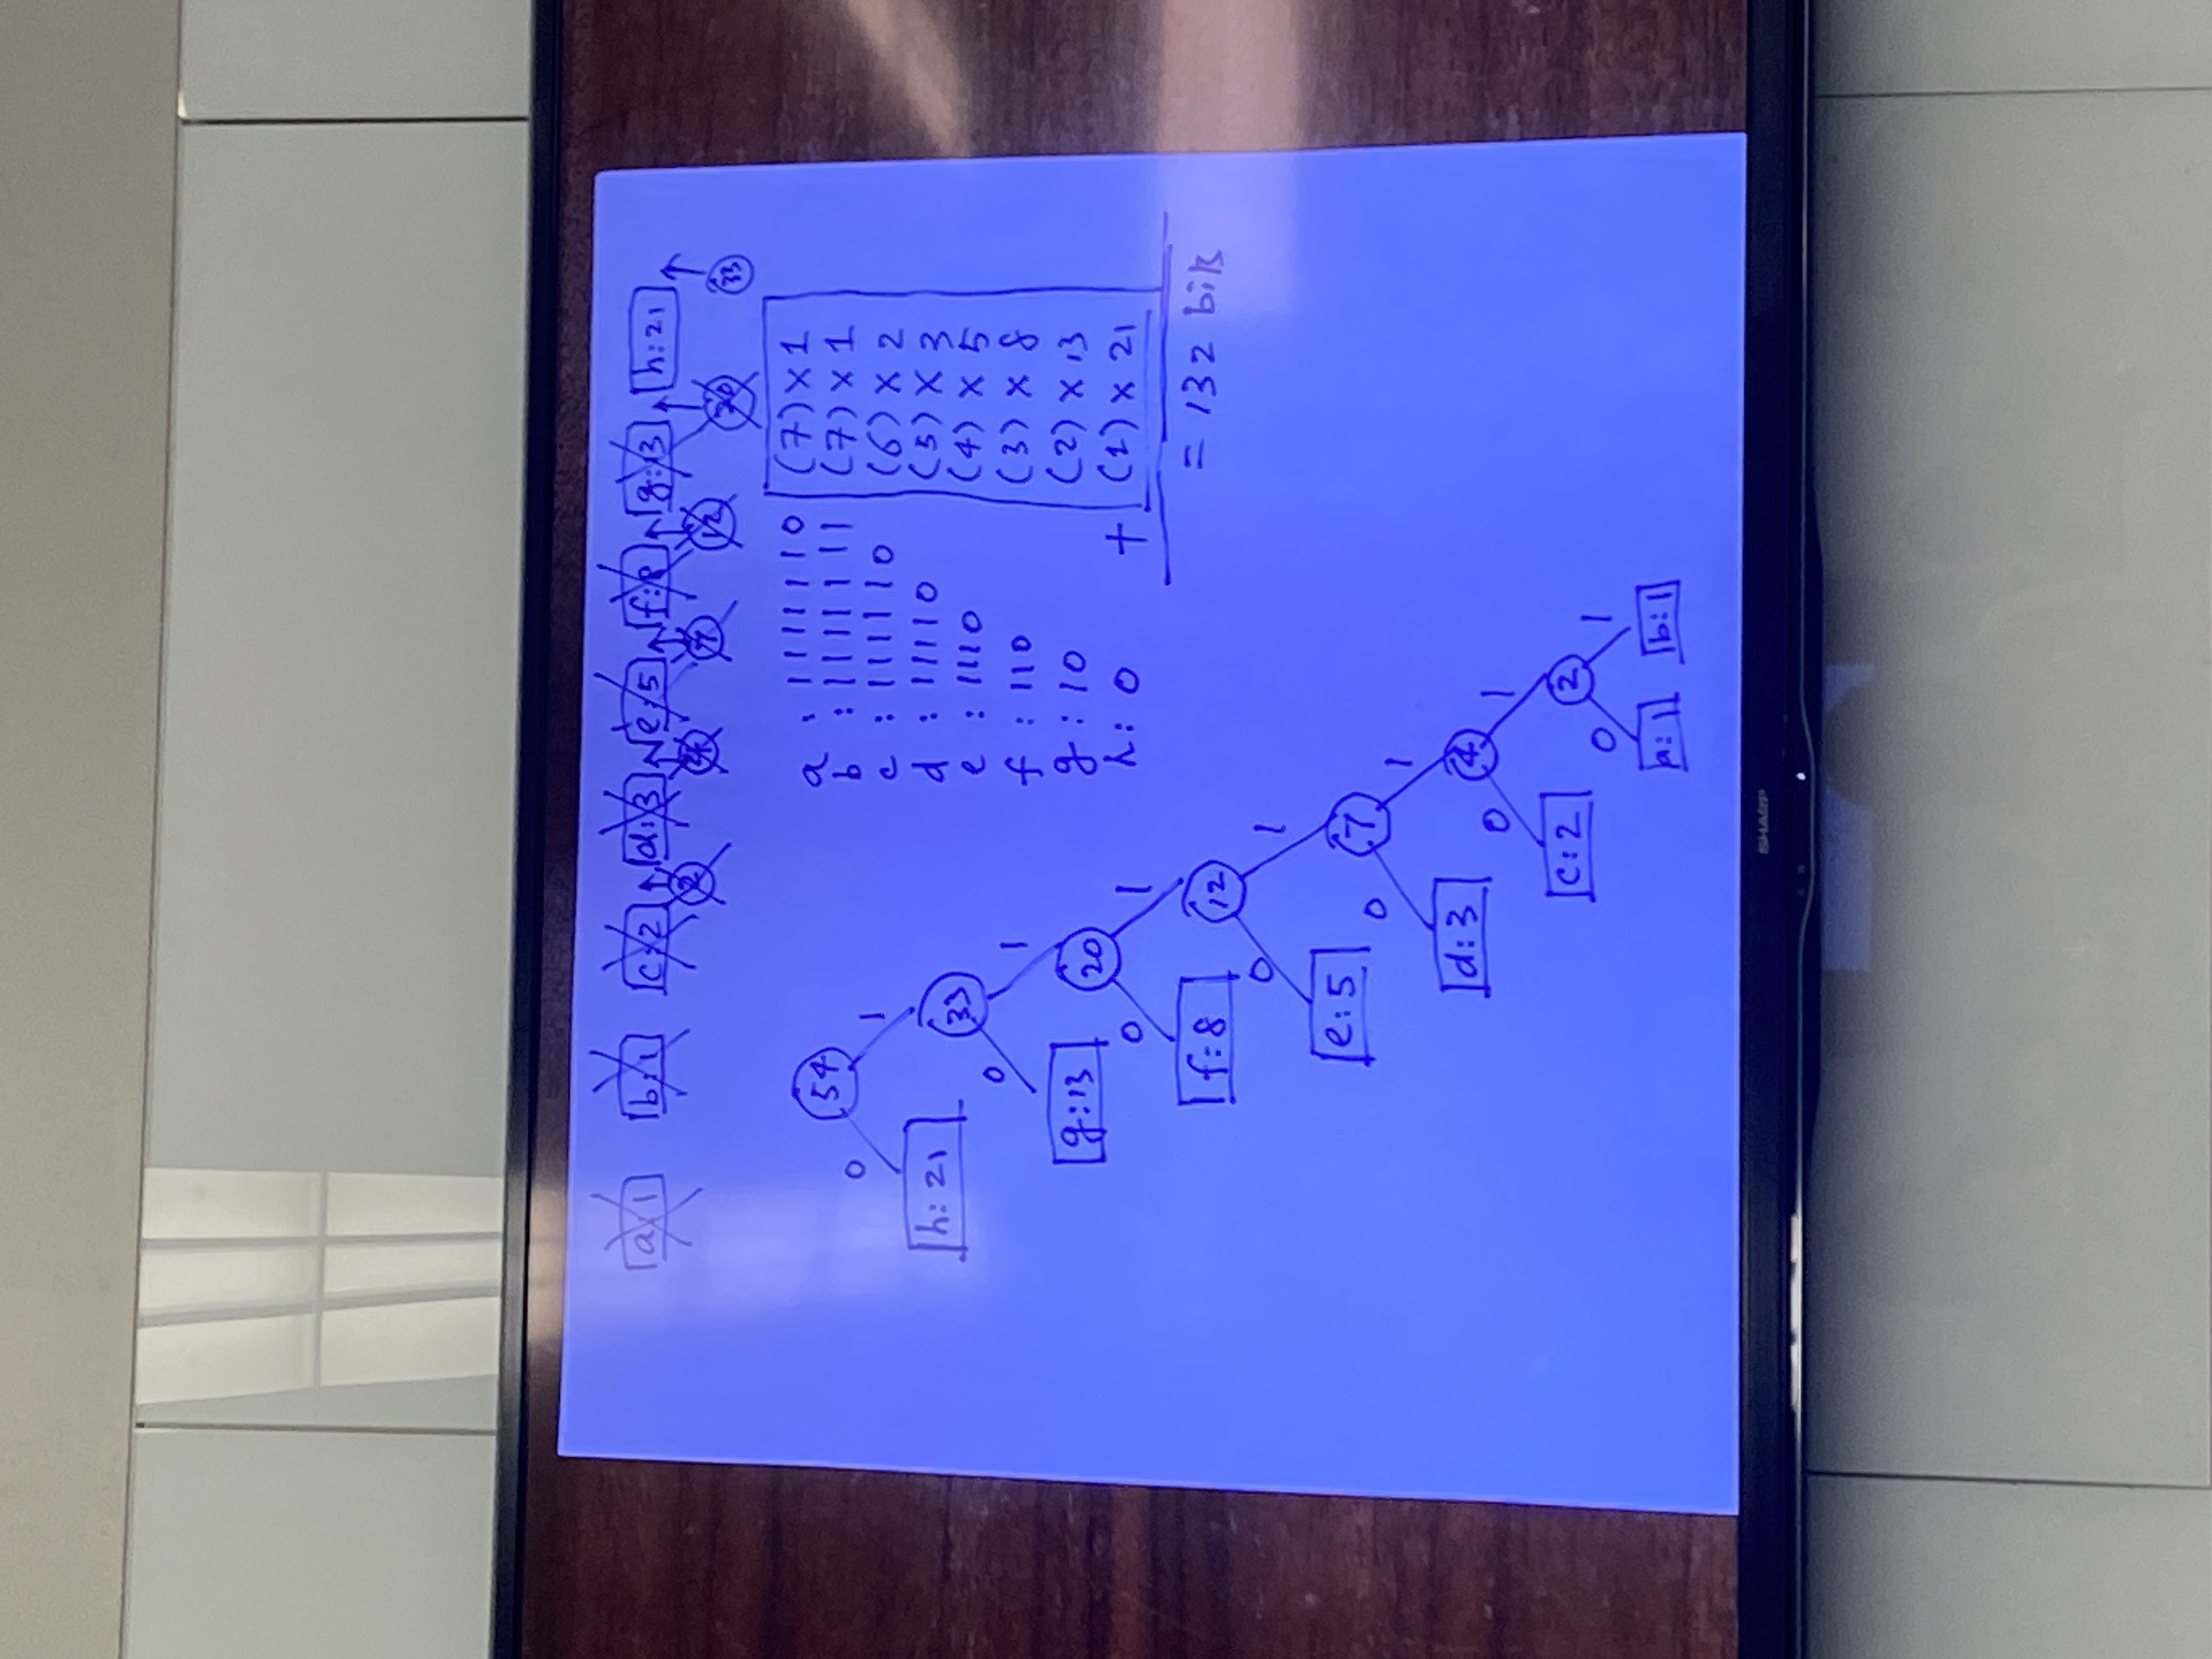 a:1 b:1 c:2 d:3 e:5 f:8 g:13 h:21
2 4 7 12 20 33
54
0 1
h:21 33
0 1
g:13 20
0 1
f:8 12
0 1
e:5 7
0 1
d:3 4
0 1
c:2 2
0 1
a:1 b:1
a : 1111110 (7) x 1
b : 1111111 (7) x 1
c : 111110 (6) x 2
d : 11110 (5) x 3
e : 1110 (4) x 5
f : 110 (3) x 8
g : 10 (2) x 13
h : 0 + (1) x 21
= 132 bits
SHARP